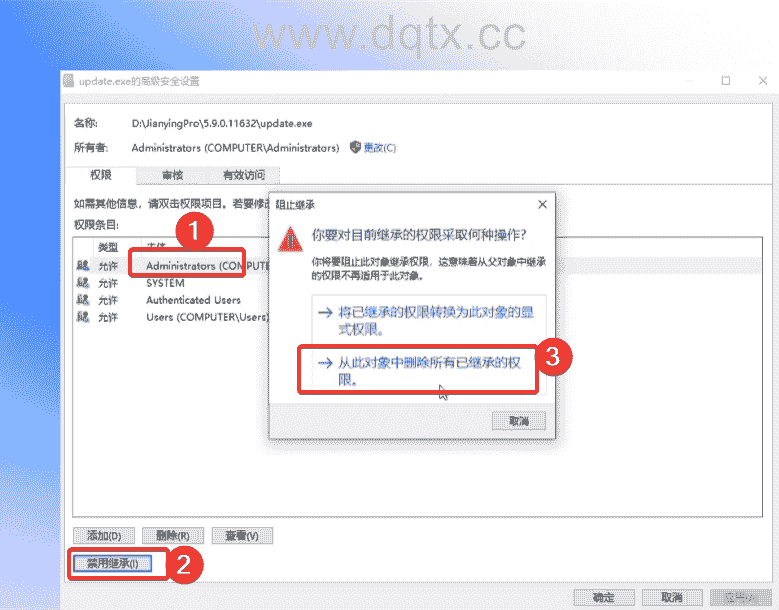 www.dqtx.cc
update.exe的高级安全设置
名称: D:\JianyingPro\5.9.0.11632\update.exe
所有者: Administrators (COMPUTER\Administrators) 更改(C)
权限 审核 有效访问
如需其他信息，请双击权限项目。若要修改
权限条目:
类型 主体
允许 Administrators (COMPUTE
允许 SYSTEM
允许 Authenticated Users
允许 Users (COMPUTER\Users)
1
阻止继承
你要对目前继承的权限采取何种操作?
你将要阻止此对象继承权限，这意味着从父对象中继承
的权限不再适用于此对象。
将已继承的权限转换为此对象的显
式权限。
从此对象中删除所有已继承的权
限。
3
取消
添加(D) 删除(R) 查看(V)
禁用继承(I)
2
确定 取消 应用(A)